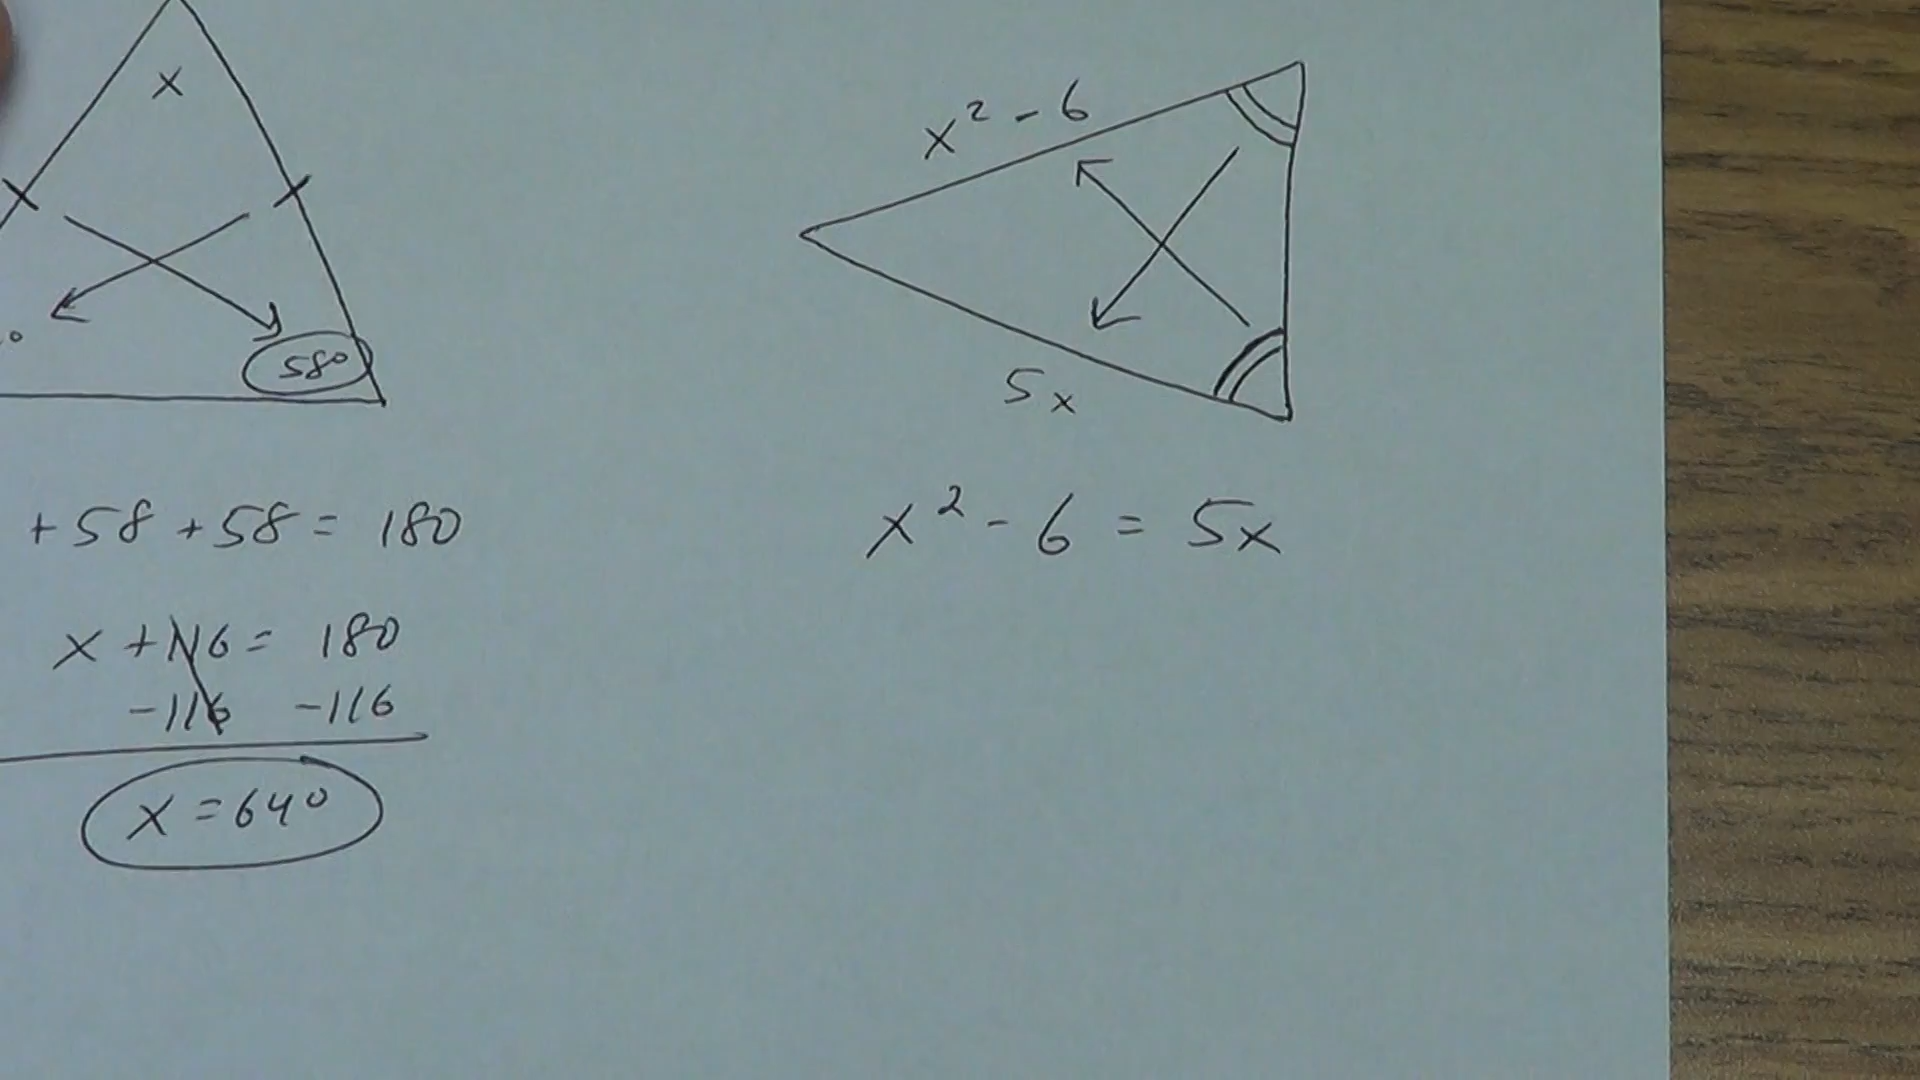 x
58°
+58 +58 = 180
x + 116 = 180
-116 -116
x = 64°
x² - 6
5x
x² - 6 = 5x